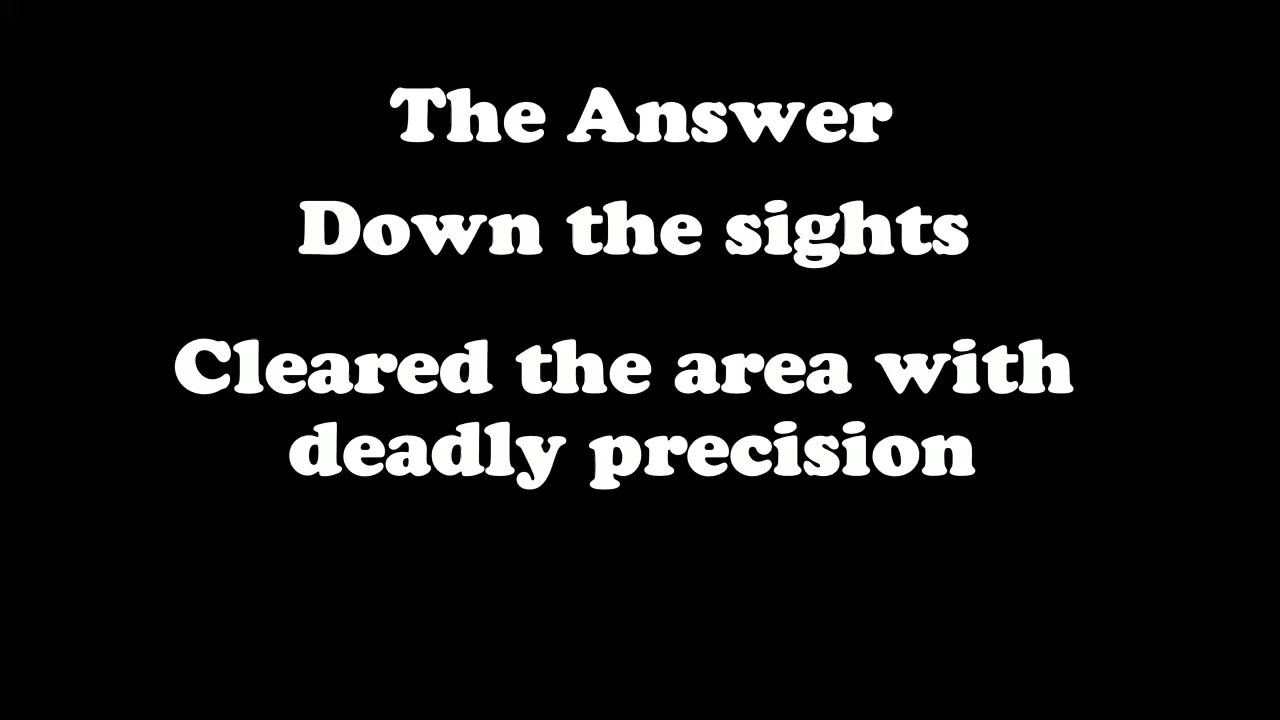 The Answer
Down the sights
Cleared the area with
deadly precision